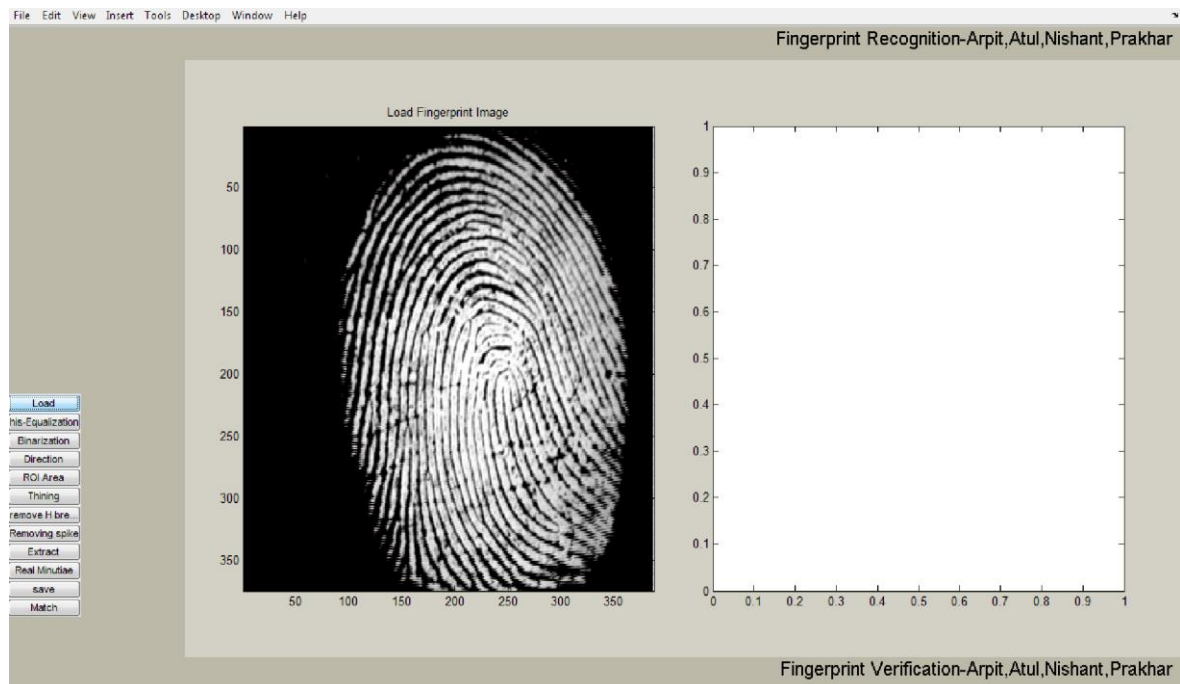 File Edit View Insert Tools Desktop Window Help
Fingerprint Recognition-Arpit,Atul,Nishant,Prakhar
Load Fingerprint Image
50
100
150
200
250
300
350
50 100 150 200 250 300 350
1
0.9
0.8
0.7
0.6
0.5
0.4
0.3
0.2
0.1
0
0 0.1 0.2 0.3 0.4 0.5 0.6 0.7 0.8 0.9 1
Load
his-Equalization
Binarization
Direction
ROI Area
Thining
remove H bre...
Removing spike
Extract
Real Minutiae
save
Match
Fingerprint Verification-Arpit,Atul,Nishant,Prakhar